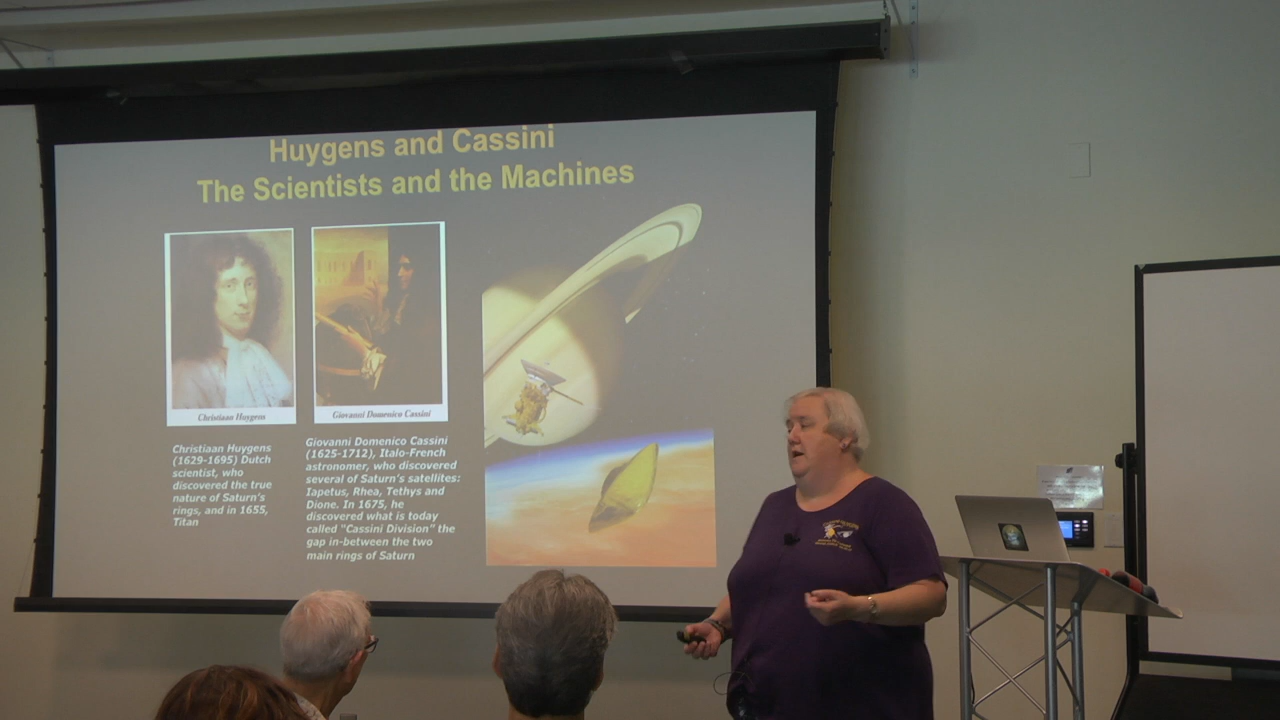 Huygens and Cassini
The Scientists and the Machines
Christiaan Huygens
Giovanni Domenico Cassini
Christiaan Huygens
(1629-1695) Dutch
scientist, who
discovered the true
nature of Saturn's
rings, and in 1655,
Titan
Giovanni Domenico Cassini
(1625-1712), Italo-French
astronomer, who discovered
several of Saturn's satellites:
Iapetus, Rhea, Tethys and
Dione. In 1675, he
discovered what is today
called "Cassini Division" the
gap in-between the two
main rings of Saturn